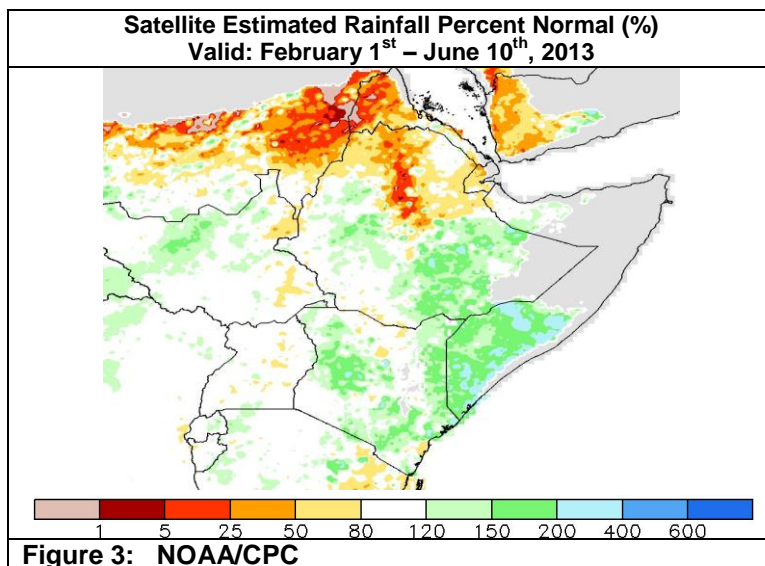 Satellite Estimated Rainfall Percent Normal (%)
Valid: February 1st – June 10th, 2013
1 5 25 50 80 120 150 200 400 600
Figure 3: NOAA/CPC